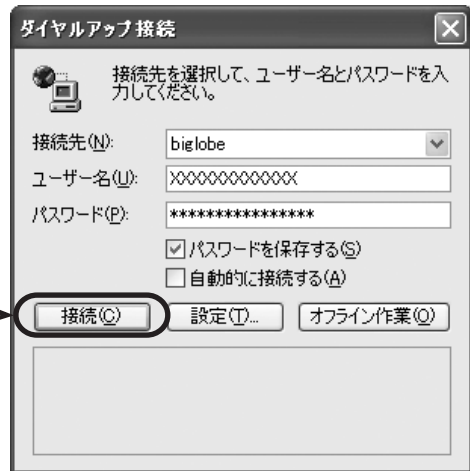 ダイヤルアップ接続
接続先を選択して、ユーザー名とパスワードを入
力してください。
接続先(N): biglobe
ユーザー名(U): XXXXXXXXXXXXX
パスワード(P): ****************
パスワードを保存する(S)
自動的に接続する(A)
接続(C) 設定(T)... オフライン作業(O)